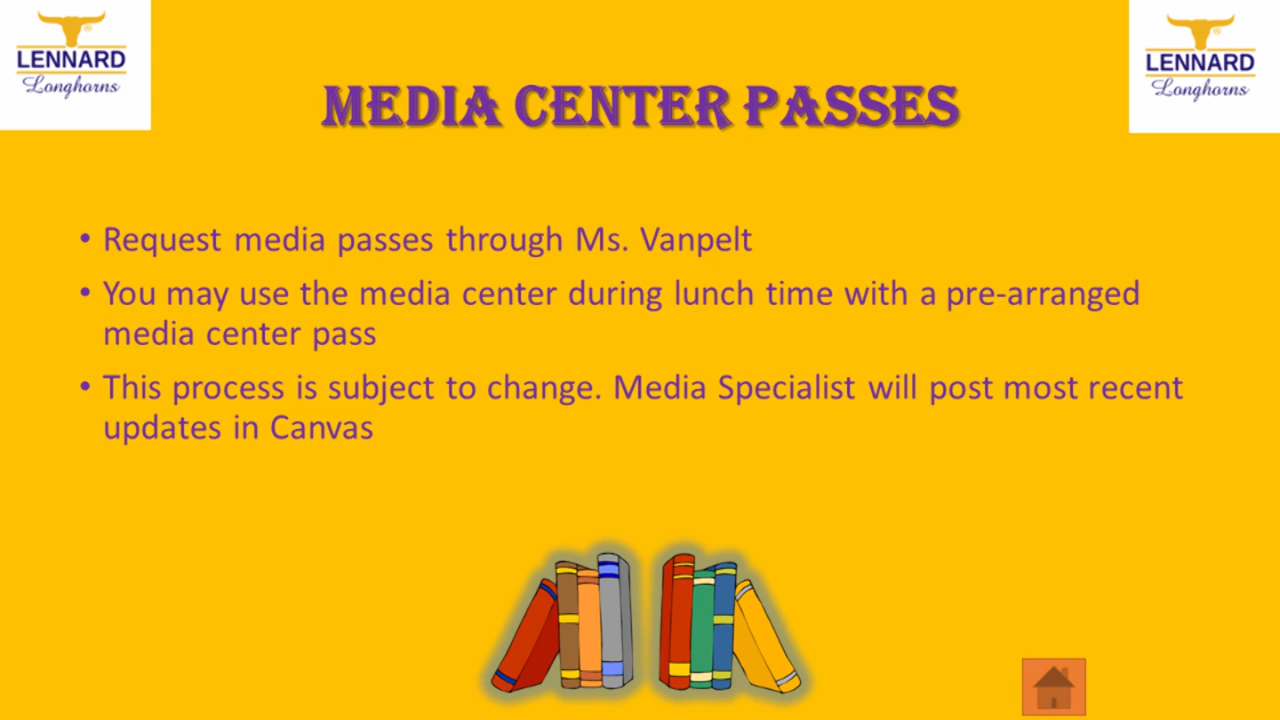 LENNARD
Longhorns
LENNARD
Longhorns
MEDIA CENTER PASSES
• Request media passes through Ms. Vanpelt
• You may use the media center during lunch time with a pre-arranged
media center pass
• This process is subject to change. Media Specialist will post most recent
updates in Canvas